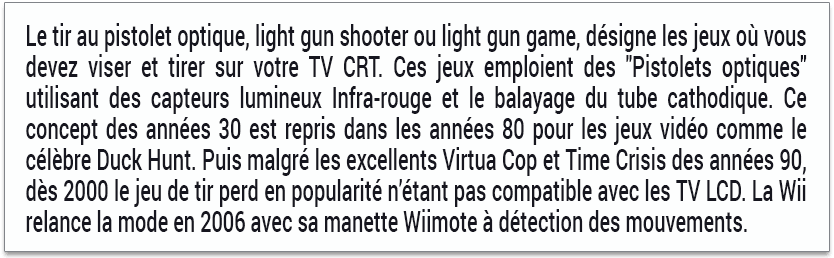 Le tir au pistolet optique, light gun shooter ou light gun game, désigne les jeux où vous
devez viser et tirer sur votre TV CRT. Ces jeux emploient des "Pistolets optiques"
utilisant des capteurs lumineux Infra-rouge et le balayage du tube cathodique. Ce
concept des années 30 est repris dans les années 80 pour les jeux vidéo comme le
célèbre Duck Hunt. Puis malgré les excellents Virtua Cop et Time Crisis des années 90,
dès 2000 le jeu de tir perd en popularité n’étant pas compatible avec les TV LCD. La Wii
relance la mode en 2006 avec sa manette Wiimote à détection des mouvements.